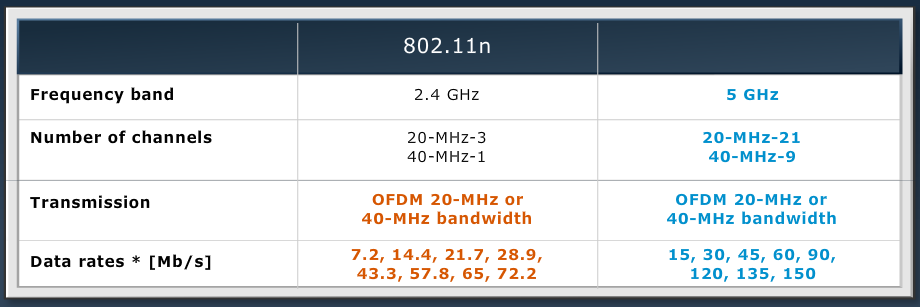 802.11n
Frequency band
2.4 GHz
5 GHz
Number of channels
20-MHz-3
40-MHz-1
20-MHz-21
40-MHz-9
Transmission
OFDM 20-MHz or
40-MHz bandwidth
OFDM 20-MHz or
40-MHz bandwidth
Data rates * [Mb/s]
7.2, 14.4, 21.7, 28.9,
43.3, 57.8, 65, 72.2
15, 30, 45, 60, 90,
120, 135, 150